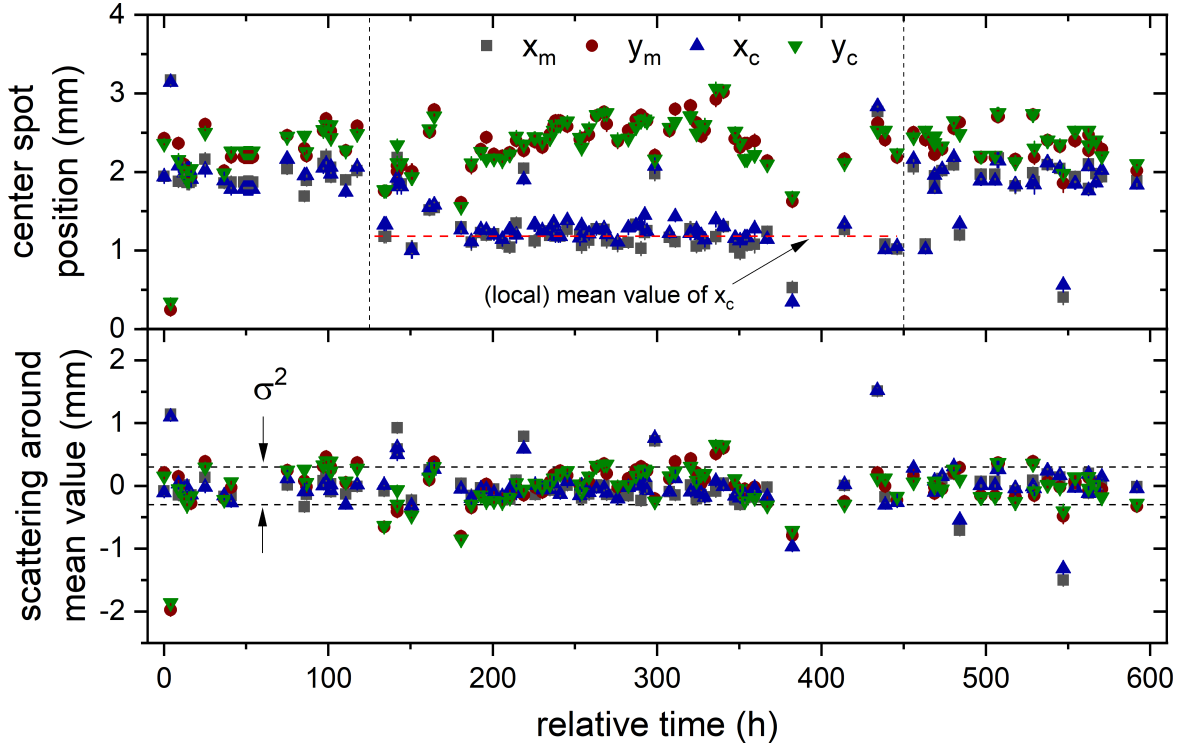 center spot
position (mm)
4
3
2
1
0
x_m y_m x_c y_c
(local) mean value of x_c
scattering around
mean value (mm)
2
1
0
-1
-2
σ²
0 100 200 300 400 500 600
relative time (h)